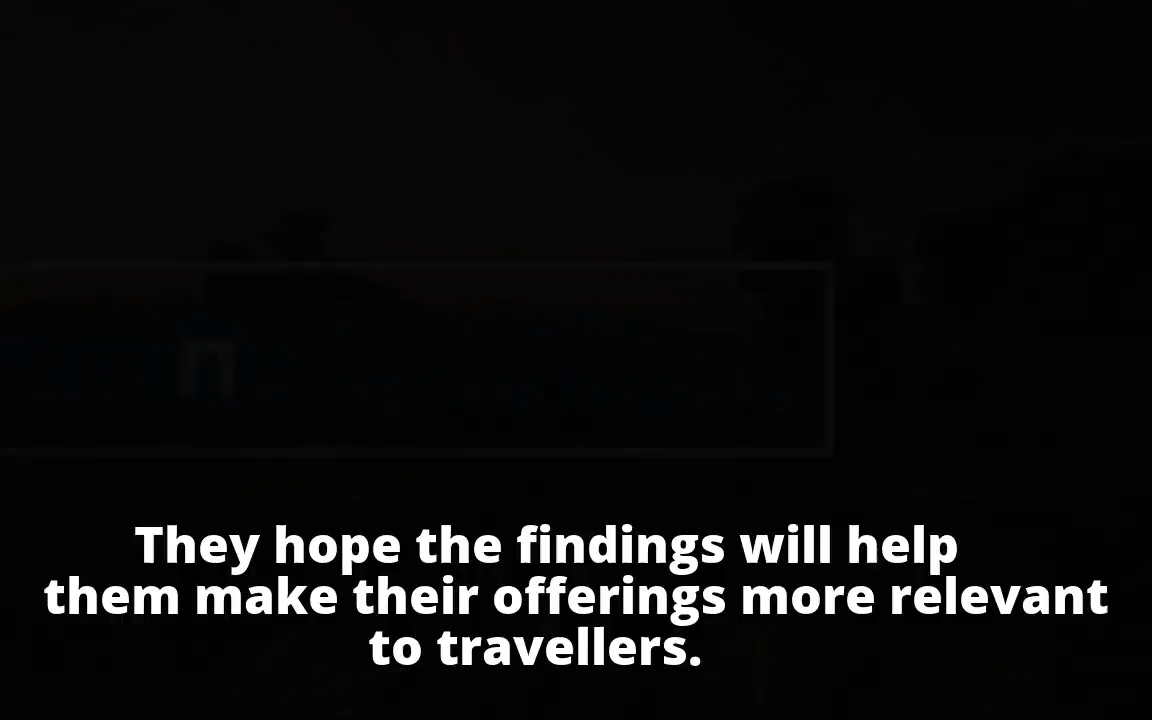 They hope the findings will help
them make their offerings more relevant
to travellers.